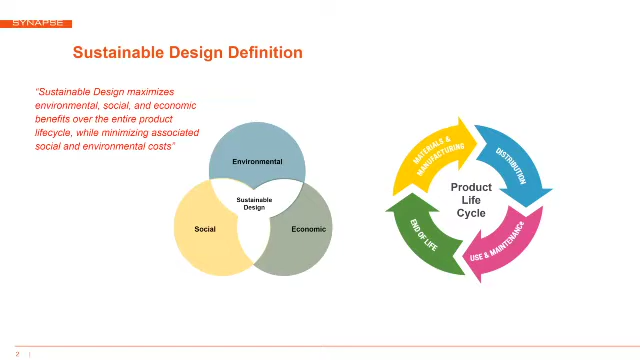 SYNAPSE
Sustainable Design Definition
“Sustainable Design maximizes
environmental, social, and economic
benefits over the entire product
lifecycle, while minimizing associated
social and environmental costs”
Environmental
Sustainable
Design
Social
Economic
MATERIALS &
MANUFACTURING
DISTRIBUTION
Product
Life
Cycle
END OF LIFE
USE & MAINTENANCe
2 |